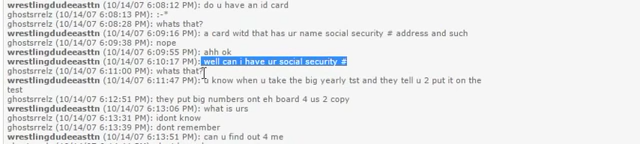 wrestlingdudeeasttn (10/14/07 6:08:12 PM): do u have an id card
ghostsrrelz (10/14/07 6:08:13 PM): :-"
ghostsrrelz (10/14/07 6:08:28 PM): whats that?
wrestlingdudeeasttn (10/14/07 6:09:16 PM): a card witd that has ur name social security # address and such
ghostsrrelz (10/14/07 6:09:38 PM): nope
wrestlingdudeeasttn (10/14/07 6:09:55 PM): ahh ok
wrestlingdudeeasttn (10/14/07 6:10:17 PM): well can i have ur social security #
ghostsrrelz (10/14/07 6:11:00 PM): whats that?
wrestlingdudeeasttn (10/14/07 6:11:47 PM): u know when u take the big yearly tst and they tell u 2 put it on the
test
ghostsrrelz (10/14/07 6:12:51 PM): they put big numbers ont eh board 4 us 2 copy
wrestlingdudeeasttn (10/14/07 6:13:06 PM): what is urs
ghostsrrelz (10/14/07 6:13:31 PM): idont know
ghostsrrelz (10/14/07 6:13:39 PM): dont remember
wrestlingdudeeasttn (10/14/07 6:13:51 PM): can u find out 4 me